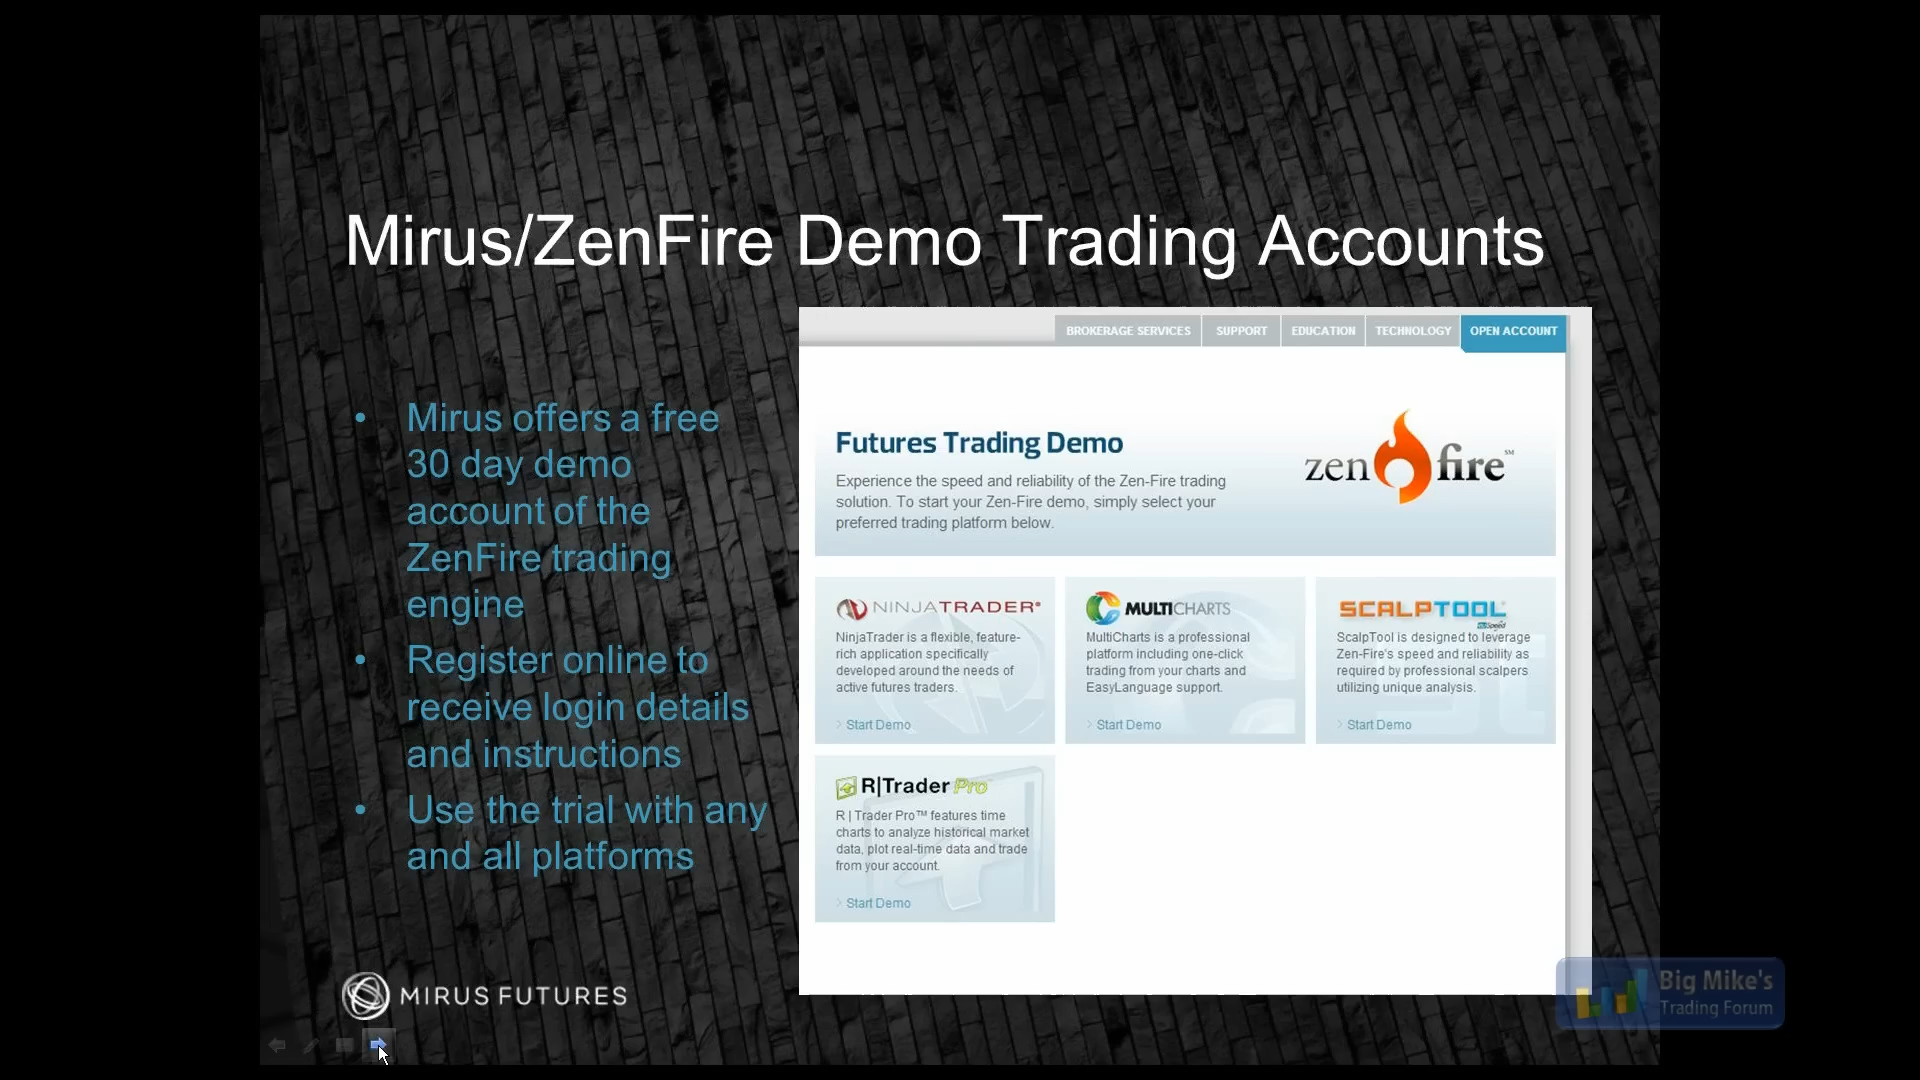 Mirus/ZenFire Demo Trading Accounts
• Mirus offers a free
30 day demo
account of the
ZenFire trading
engine
• Register online to
receive login details
and instructions
• Use the trial with any
and all platforms
MIRUS FUTURES
BROKERAGE SERVICES
SUPPORT
EDUCATION
TECHNOLOGY
OPEN ACCOUNT
Futures Trading Demo
Experience the speed and reliability of the Zen-Fire trading
solution. To start your Zen-Fire demo, simply select your
preferred trading platform below.
zen fire℠
NINJATRADER®
NinjaTrader is a flexible, feature-
rich application specifically
developed around the needs of
active futures traders.
> Start Demo
MULTICHARTS
MultiCharts is a professional
platform including one-click
trading from your charts and
EasyLanguage support.
> Start Demo
SCALPTOOL
ScalpTool is designed to leverage
Zen-Fire's speed and reliability as
required by professional scalpers
utilizing unique analysis.
> Start Demo
R|Trader Pro
R | Trader Pro™ features time
charts to analyze historical market
data, plot real-time data and trade
from your account.
> Start Demo
Big Mike's
Trading Forum